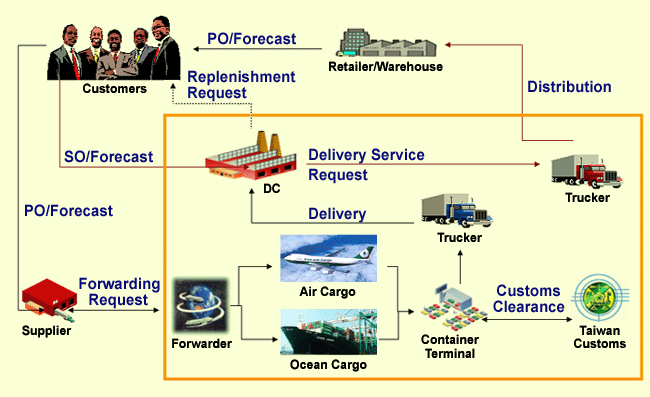 PO/Forecast
Customers
Retailer/Warehouse
Replenishment
Request
Distribution
SO/Forecast
DC
Delivery Service
Request
Trucker
PO/Forecast
Delivery
Trucker
Forwarding
Request
Air Cargo
Customs
Clearance
Supplier
Forwarder
Container
Terminal
Taiwan
Customs
Ocean Cargo